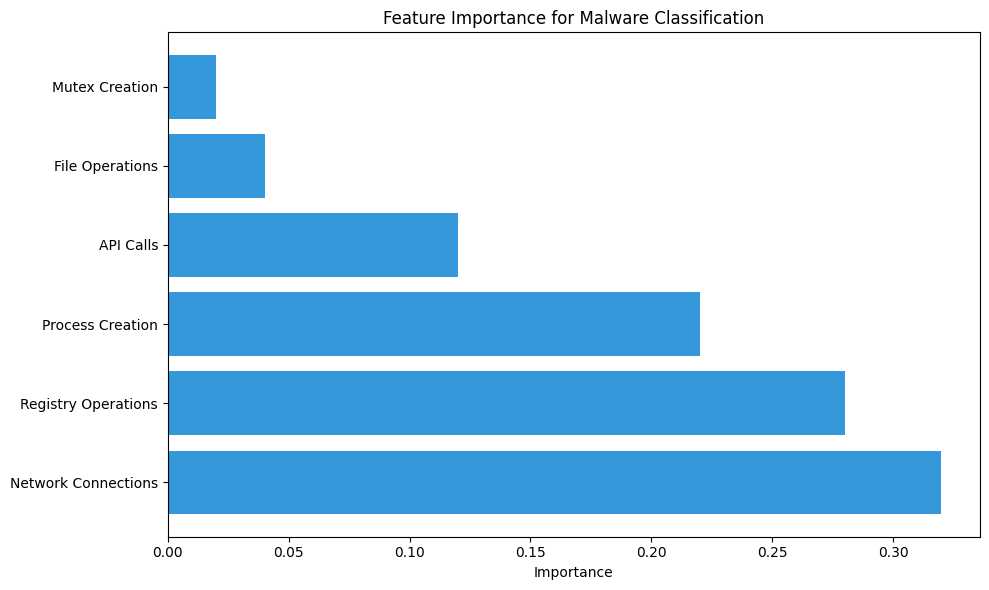 Feature Importance for Malware Classification
Mutex Creation
File Operations
API Calls
Process Creation
Registry Operations
Network Connections
0.00 0.05 0.10 0.15 0.20 0.25 0.30
Importance